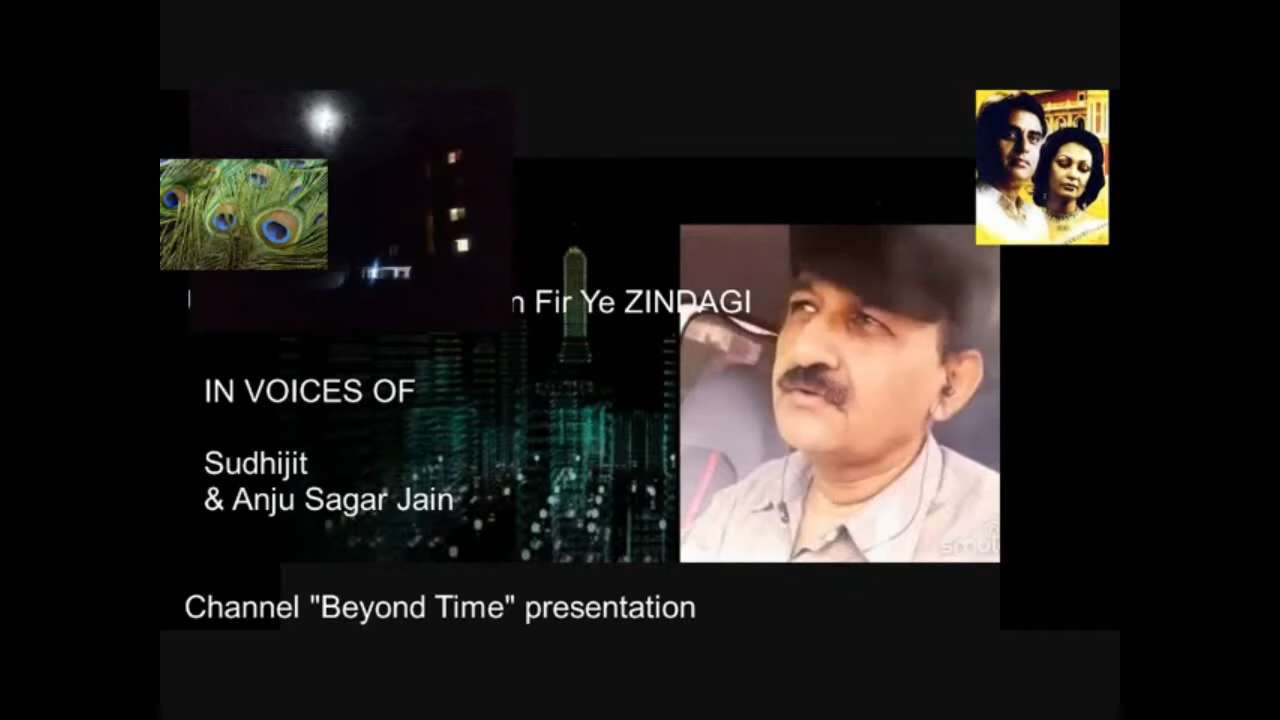 Fir Ye ZINDAGI
IN VOICES OF
Sudhijit
& Anju Sagar Jain
Channel "Beyond Time" presentation